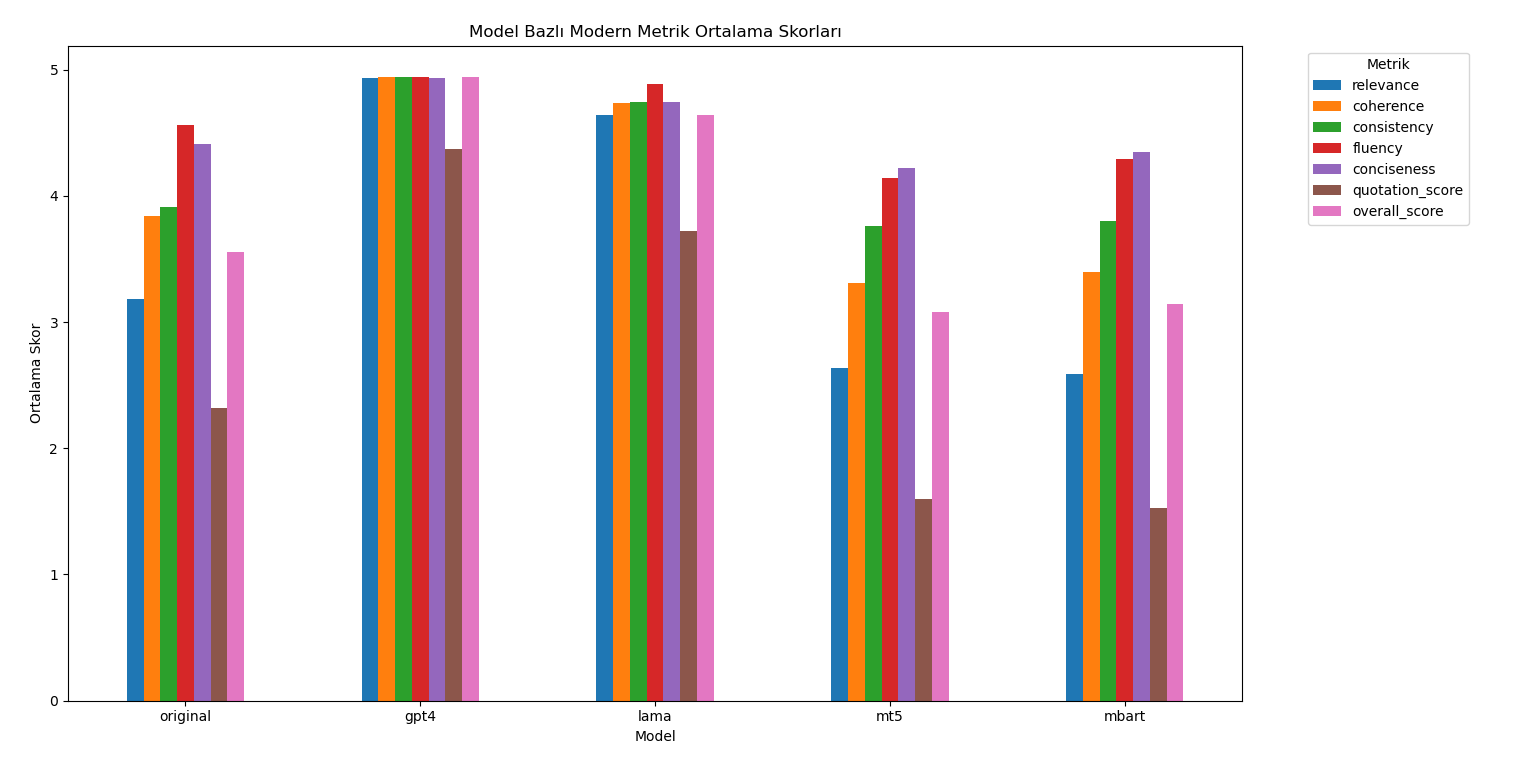 Model Bazlı Modern Metrik Ortalama Skorları
Metrik
relevance
coherence
consistency
fluency
conciseness
quotation_score
overall_score
Ortalama Skor
5
4
3
2
1
0
original gpt4 lama mt5 mbart
Model